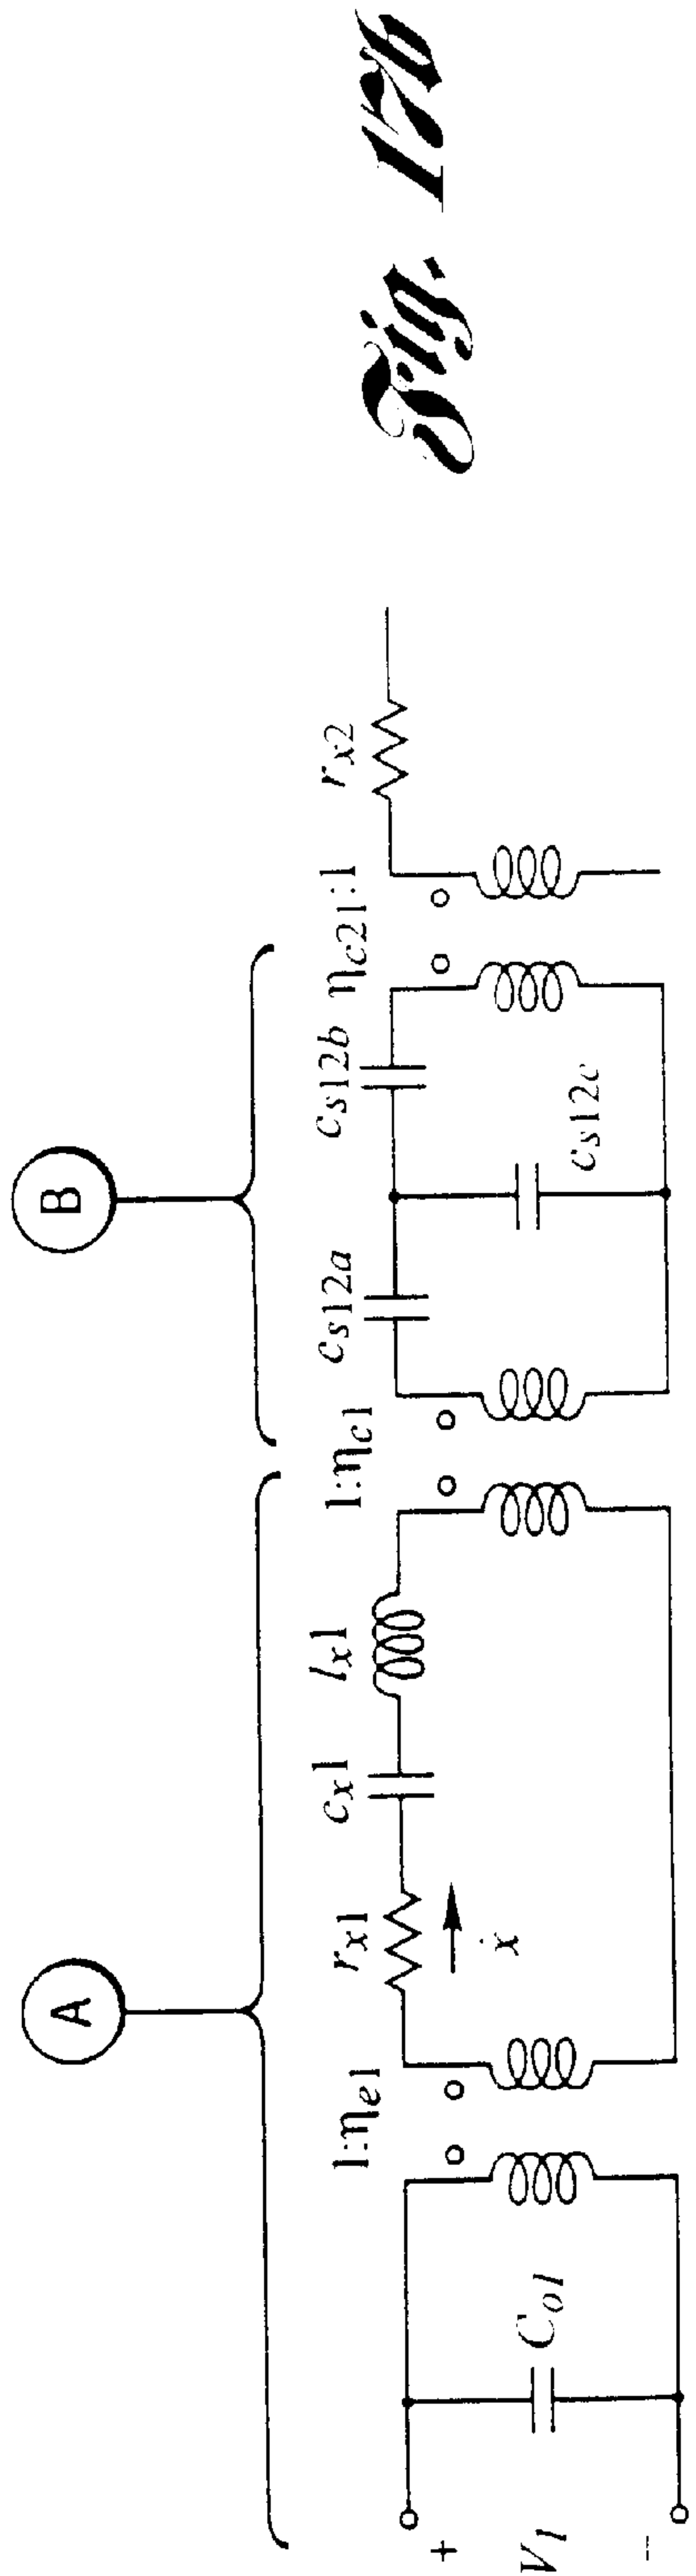 A
B
1:ηe1
rx1
cx1
lx1
1:ηc1
cs12a
cs12b
ηc21:1
rx2
+
V1
−
Co1
ẋ
cs12c
Fig. 17b